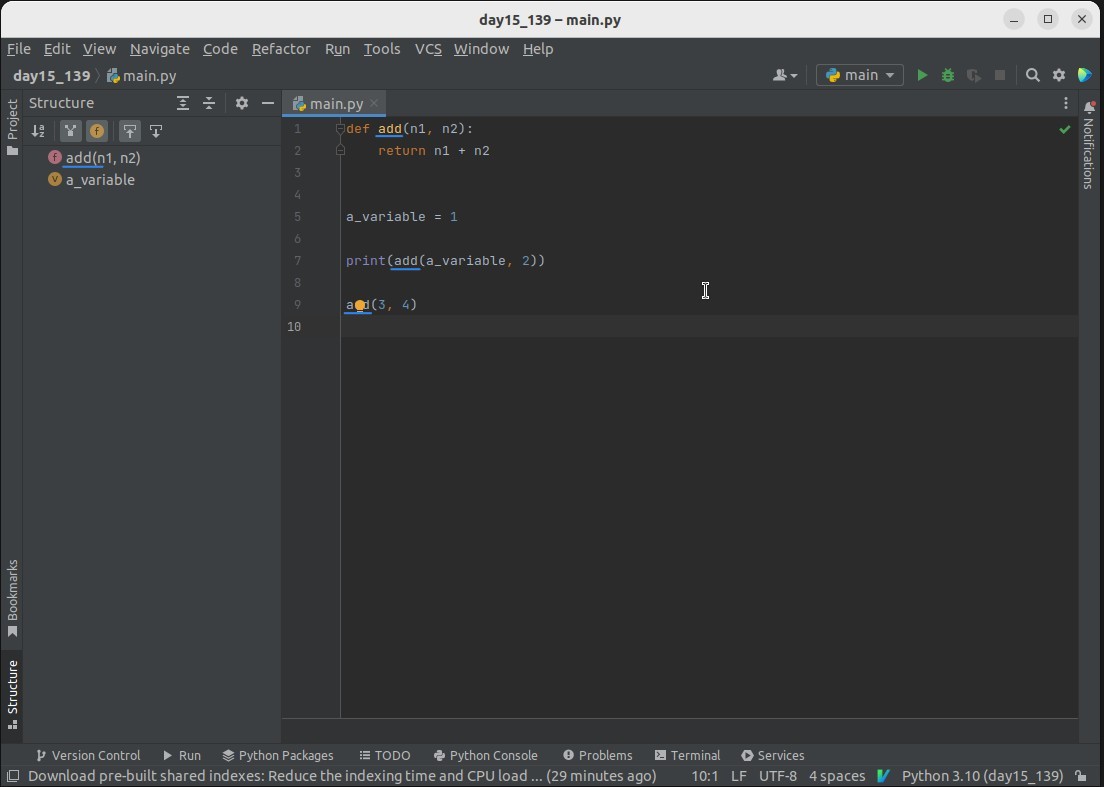 day15_139 – main.py
File Edit View Navigate Code Refactor Run Tools VCS Window Help
day15_139 main.py main
Project
Structure
main.py
add(n1, n2)
a_variable
1 def add(n1, n2):
2 return n1 + n2
3
4
5 a_variable = 1
6
7 print(add(a_variable, 2))
8
9 add(3, 4)
10
Notifications
Bookmarks
Structure
Version Control Run Python Packages TODO Python Console Problems Terminal Services
Download pre-built shared indexes: Reduce the indexing time and CPU load ... (29 minutes ago) 10:1 LF UTF-8 4 spaces Python 3.10 (day15_139)